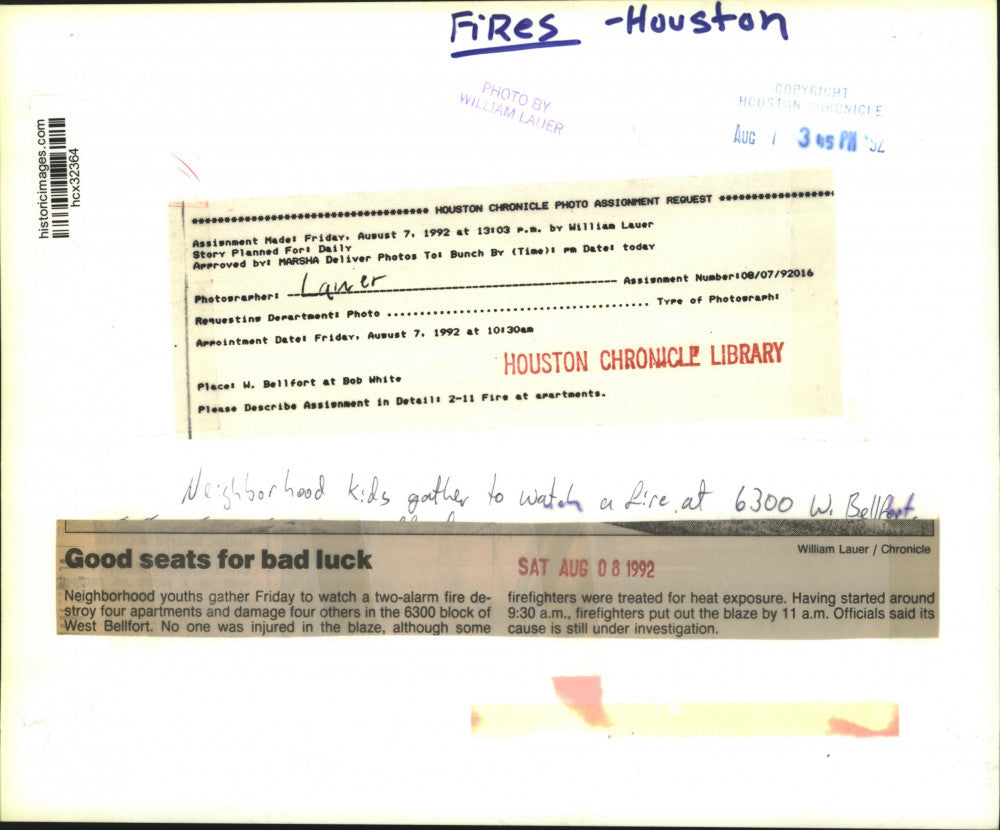 Fires - Houston
PHOTO BY
WILLIAM LAUER
COPYRIGHT
HOUSTON CHRONICLE
AUG 3 45 PM '92
historicimages.com
hcx32364
************************************ HOUSTON CHRONICLE PHOTO ASSIGNMENT REQUEST ******************
Assignment Made: Friday, August 7, 1992 at 13:03 p.m. by William Lauer
Story Planned For: Daily
Approved by: MARSHA Deliver Photos To: Bunch By (Time): pm Date: today
Photographer: Lauer Assignment Number:08/07/92016
Requesting Department: Photo .................................... Type of Photograph:
Appointment Date: Friday, August 7, 1992 at 10:30am
HOUSTON CHRONICLE LIBRARY
Place: W. Bellfort at Bob White
Please Describe Assignment in Detail: 2-11 Fire at apartments.
Neighborhood kids gather to watch a fire at 6300 W. Bellfort.
William Lauer / Chronicle
Good seats for bad luck
SAT AUG 08 1992
Neighborhood youths gather Friday to watch a two-alarm fire de-
stroy four apartments and damage four others in the 6300 block of
West Bellfort. No one was injured in the blaze, although some
firefighters were treated for heat exposure. Having started around
9:30 a.m., firefighters put out the blaze by 11 a.m. Officials said its
cause is still under investigation.